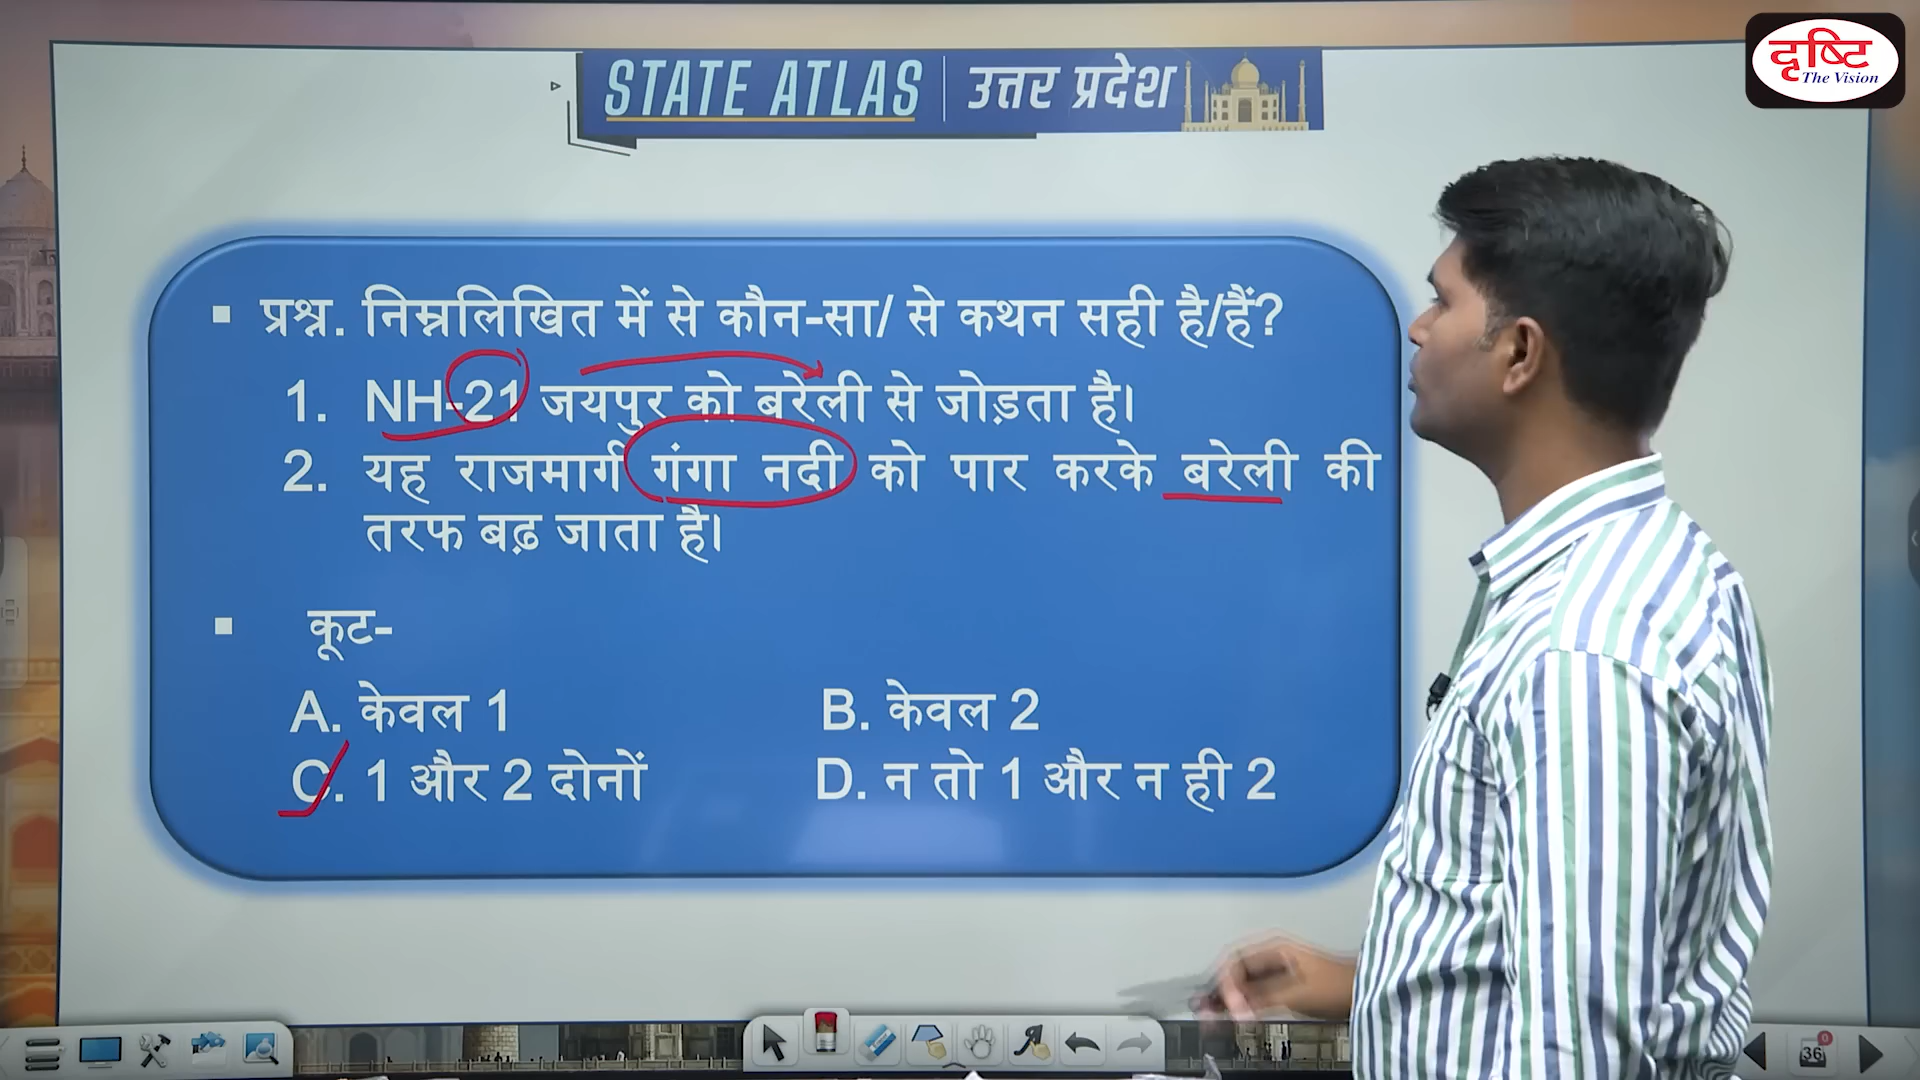 STATE ATLAS उत्तर प्रदेश
दृष्टि
The Vision
प्रश्न. निम्नलिखित में से कौन-सा/ से कथन सही है/हैं?
1. NH-21 जयपुर को बरेली से जोड़ता है।
2. यह राजमार्ग गंगा नदी को पार करके बरेली की
तरफ बढ़ जाता है।
कूट-
A. केवल 1 B. केवल 2
C. 1 और 2 दोनों D. न तो 1 और न ही 2
36
0